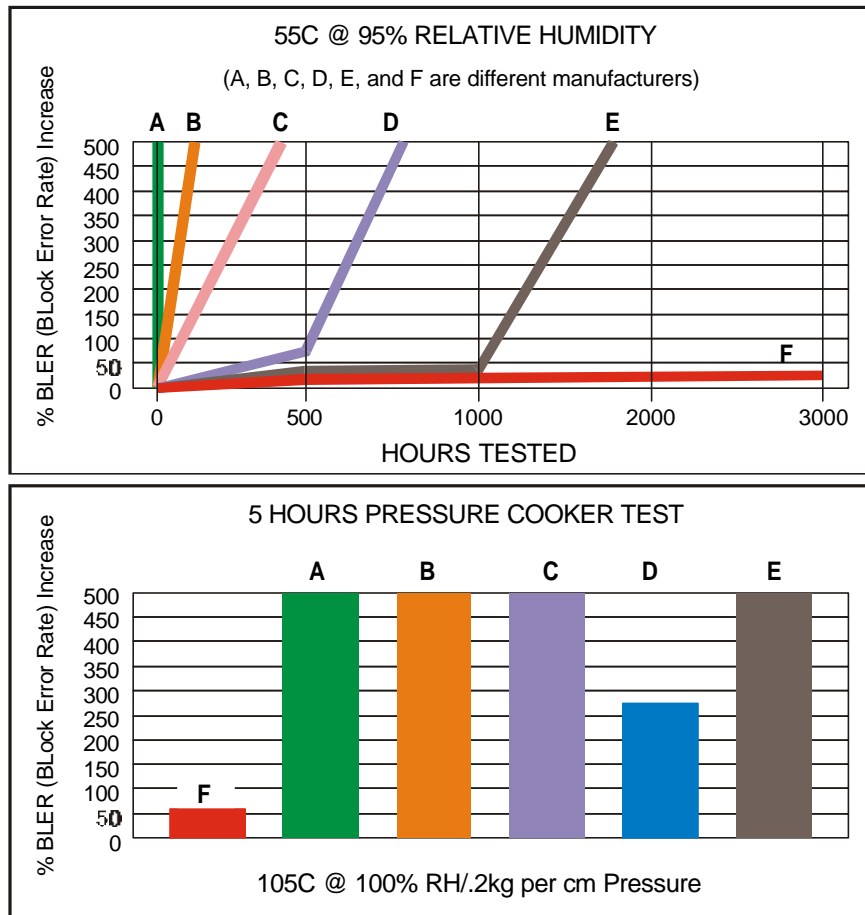 55C @ 95% RELATIVE HUMIDITY
(A, B, C, D, E, and F are different manufacturers)
A B C D E
% BLER (BLock Error Rate) Increase
500
450
400
350
300
250
200
150
100
50
0
F
0 500 1000 2000 3000
HOURS TESTED
5 HOURS PRESSURE COOKER TEST
% BLER (BLock Error Rate) Increase
A B C D E
500
450
400
350
300
250
200
150
100
50
0
F
105C @ 100% RH/.2kg per cm Pressure